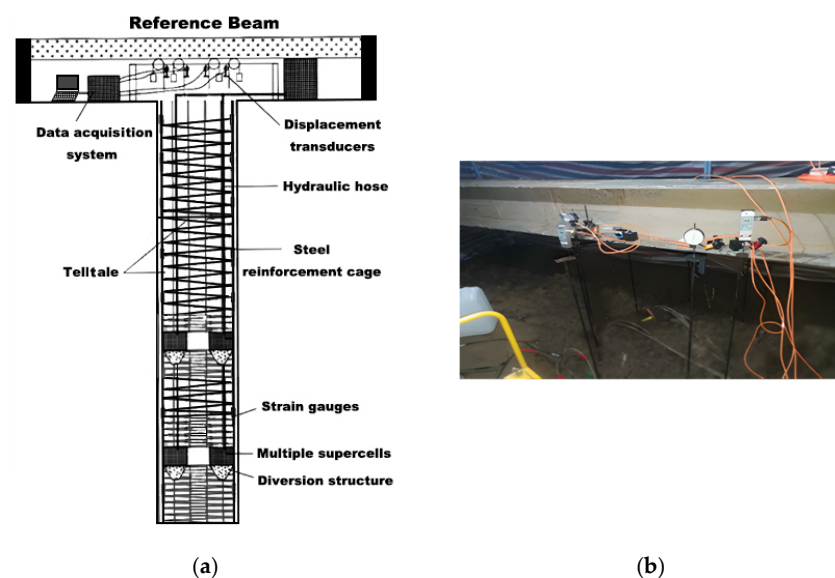 Reference Beam
Data acquisition
system
Displacement
transducers
Hydraulic hose
Steel
reinforcement cage
Telltale
Strain gauges
Multiple supercells
Diversion structure
(a)
(b)